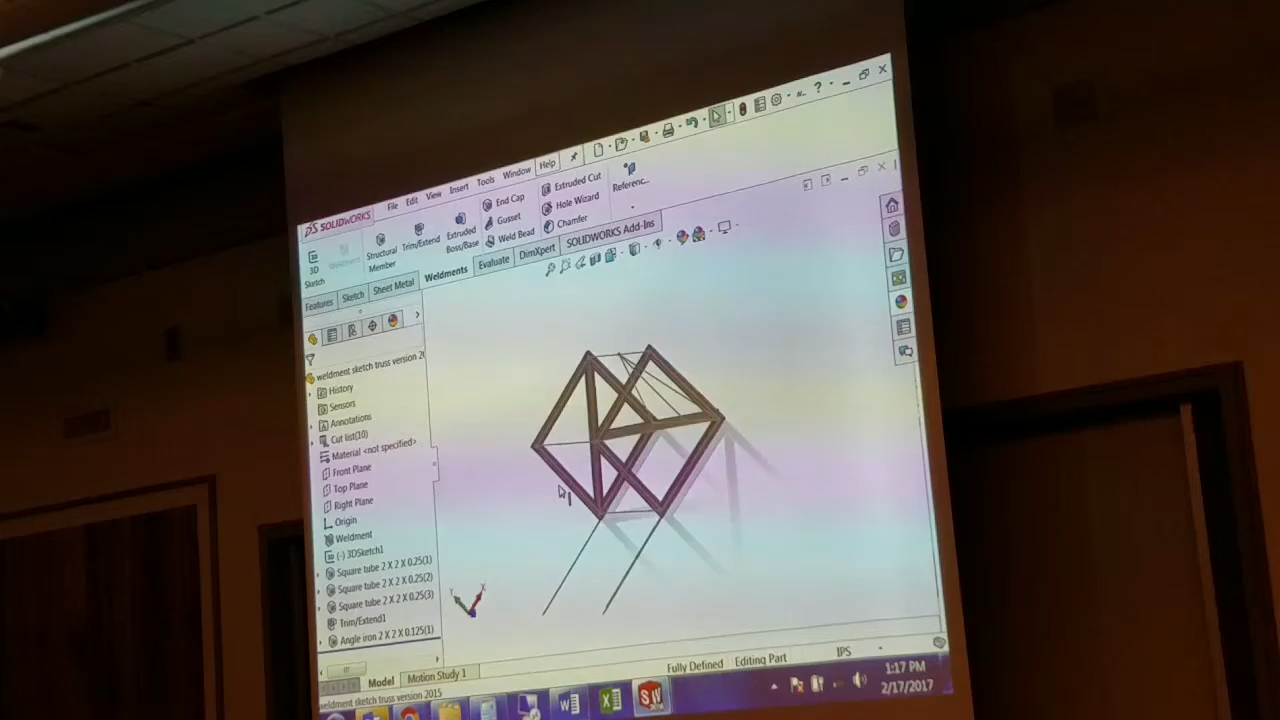 SOLIDWORKS
File Edit View Insert Tools Window Help
3D Sketch
Weldment
Structural Member
Trim/Extend
Extruded Boss/Base
End Cap
Gusset
Weld Bead
Extruded Cut
Hole Wizard
Chamfer
Referenc...
Features Sketch Sheet Metal Weldments Evaluate DimXpert SOLIDWORKS Add-Ins
weldment sketch truss version 20
History
Sensors
Annotations
Cut list(10)
Material <not specified>
Front Plane
Top Plane
Right Plane
Origin
Weldment
(-) 3DSketch1
Square tube 2 X 2 X 0.25(1)
Square tube 2 X 2 X 0.25(2)
Square tube 2 X 2 X 0.25(3)
Trim/Extend1
Angle iron 2 X 2 X 0.125(1)
Y X
Model Motion Study 1
weldment sketch truss version 2015
Fully Defined Editing Part IPS
1:17 PM
2/17/2017